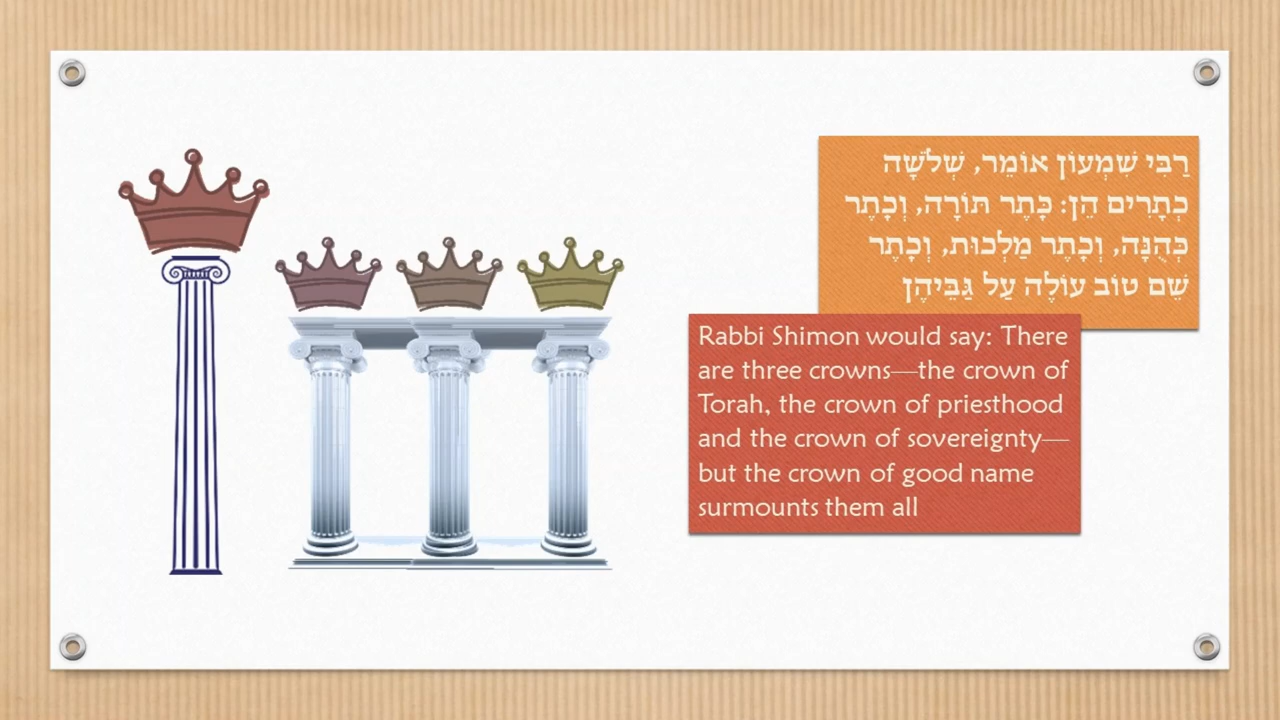 רַבִּי שִׁמְעוֹן אוֹמֵר, שְׁלֹשָׁה
כְתָרִים הֵן: כֶּתֶר תּוֹרָה, וְכֶתֶר
כְּהֻנָּה, וְכֶתֶר מַלְכוּת, וְכֶתֶר
שֵׁם טוֹב עוֹלֶה עַל גַּבֵּיהֶן
Rabbi Shimon would say: There
are three crowns—the crown of
Torah, the crown of priesthood
and the crown of sovereignty—
but the crown of good name
surmounts them all